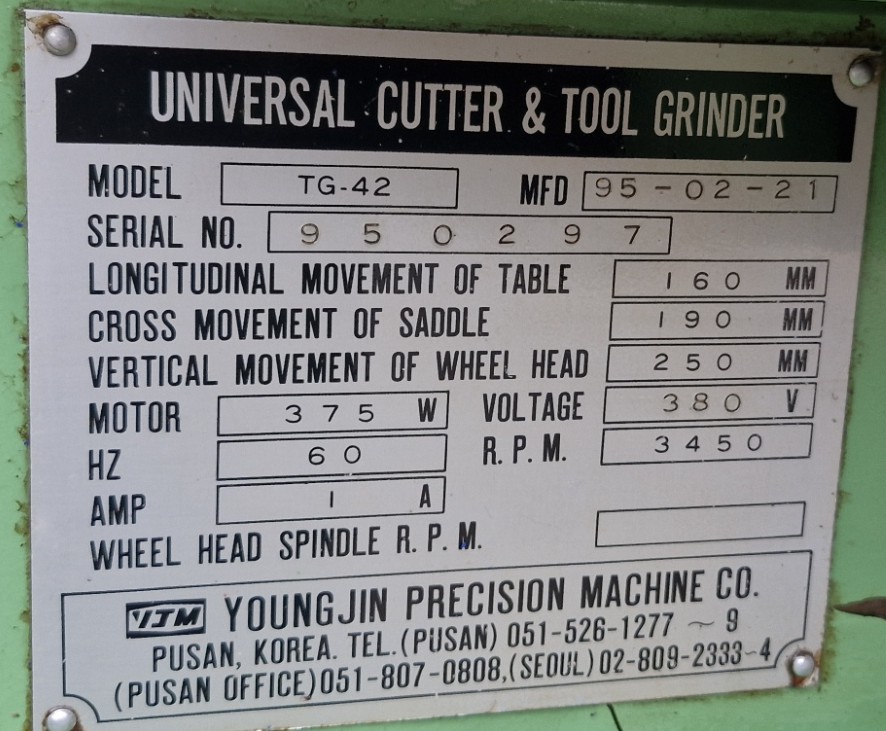 UNIVERSAL CUTTER & TOOL GRINDER
MODEL TG-42 MFD 95-02-21
SERIAL NO. 950297
LONGITUDINAL MOVEMENT OF TABLE 160 MM
CROSS MOVEMENT OF SADDLE 190 MM
VERTICAL MOVEMENT OF WHEEL HEAD 250 MM
MOTOR 375 W VOLTAGE 380 V
HZ 60 R.P.M. 3450
AMP 1 A
WHEEL HEAD SPINDLE R.P.M.
YJM YOUNGJIN PRECISION MACHINE CO.
PUSAN, KOREA. TEL.(PUSAN) 051-526-1277 ~ 9
(PUSAN OFFICE)051-807-0808,(SEOUL)02-809-2333~4